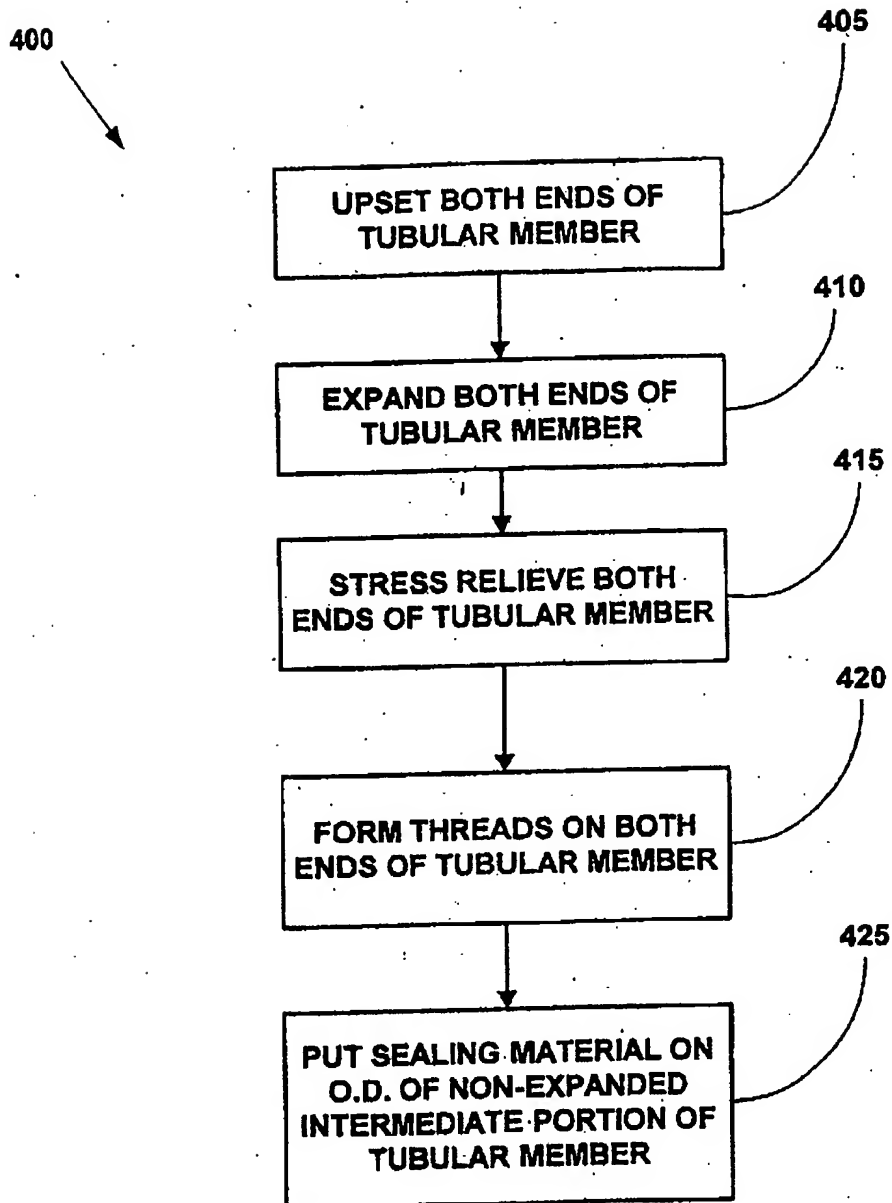 400
405
UPSET BOTH ENDS OF
TUBULAR MEMBER
410
EXPAND BOTH ENDS OF
TUBULAR MEMBER
415
STRESS RELIEVE BOTH
ENDS OF TUBULAR MEMBER
420
FORM THREADS ON BOTH
ENDS OF TUBULAR MEMBER
425
PUT SEALING MATERIAL ON
O.D. OF NON-EXPANDED
INTERMEDIATE PORTION OF
TUBULAR MEMBER